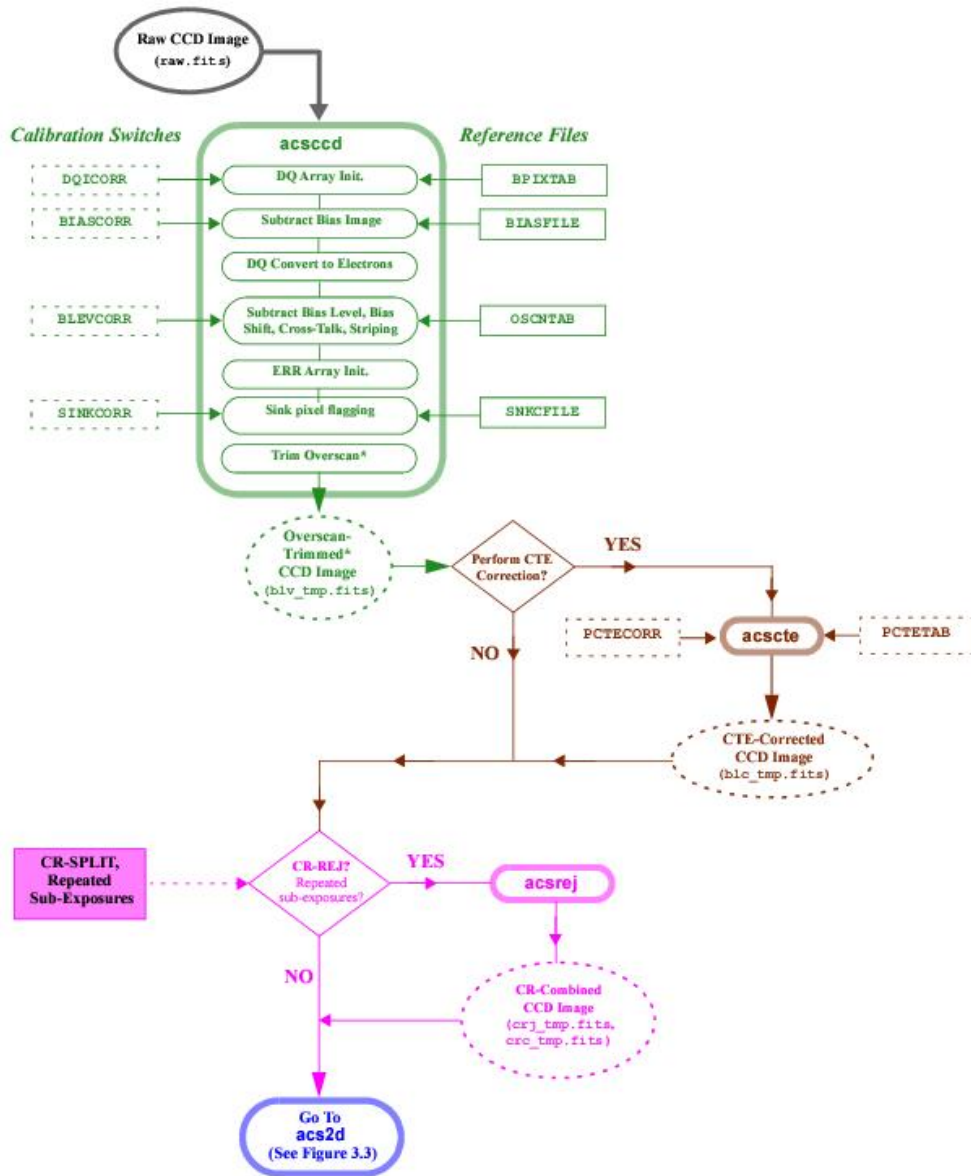 Raw CCD Image
(raw.fits)
Calibration Switches
acsccd
Reference Files
DQICORR
DQ Array Init.
BPIXTAB
BIASCORR
Subtract Bias Image
BIASFILE
DQ Convert to Electrons
BLEVCORR
Subtract Bias Level, Bias
Shift, Cross-Talk, Striping
OSCNTAB
ERR Array Init.
SINKCORR
Sink pixel flagging
SNKCFILE
Trim Overscan*
Overscan-
Trimmed*
CCD Image
(blv_tmp.fits)
Perform CTE
Correction?
YES
NO
PCTECORR
acscte
PCTETAB
CTE-Corrected
CCD Image
(blc_tmp.fits)
CR-SPLIT,
Repeated
Sub-Exposures
CR-REJ?
Repeated
sub-exposures?
YES
acsrej
NO
CR-Combined
CCD Image
(crj_tmp.fits,
crc_tmp.fits)
Go To
acs2d
(See Figure 3.3)